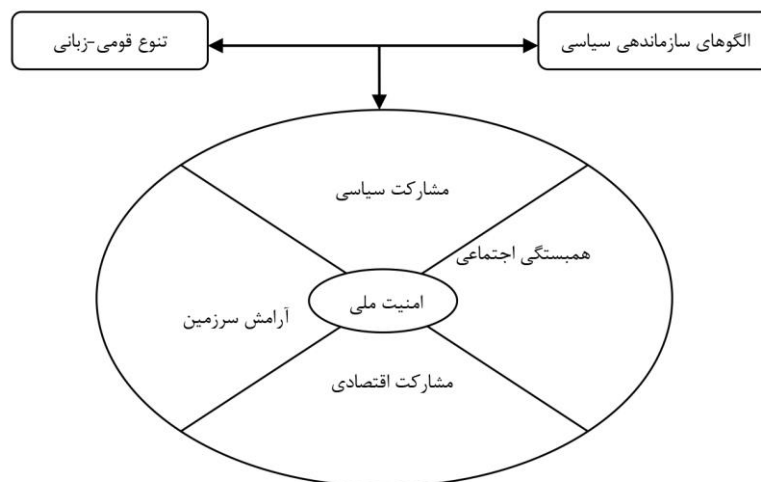 الگوهای سازماندهی سیاسی
تنوع قومی-زبانی
مشارکت سیاسی
همبستگی اجتماعی
امنیت ملی
آرامش سرزمین
مشارکت اقتصادی